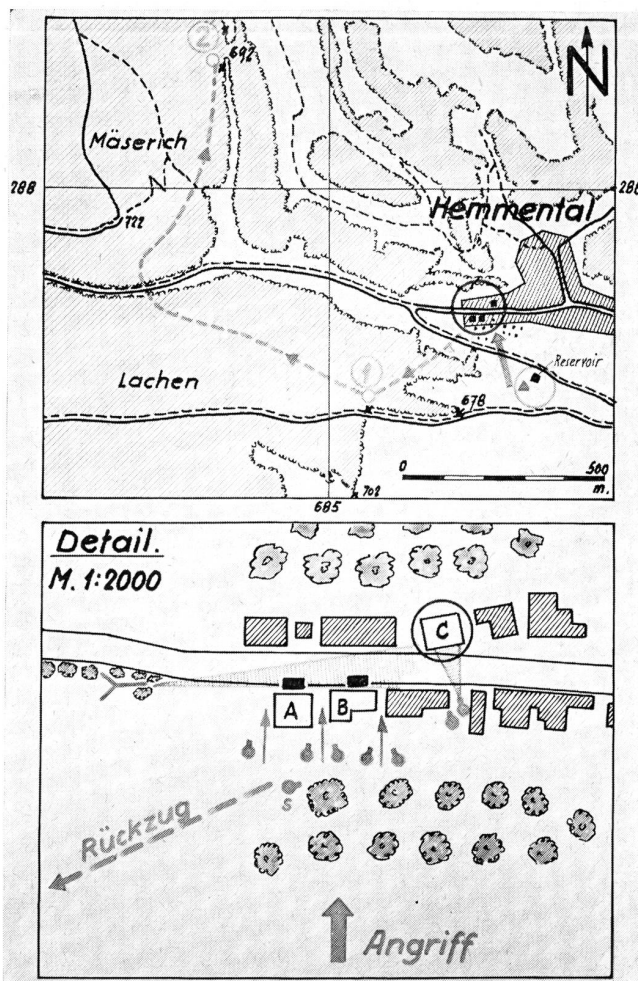 2
692
N
Mäserich
288
288
Hemmental
722
Reservoir
1
Lachen
678
0
500
m.
708
685
Detail.
M. 1:2000
C
A
B
S
Rückzug
Angriff